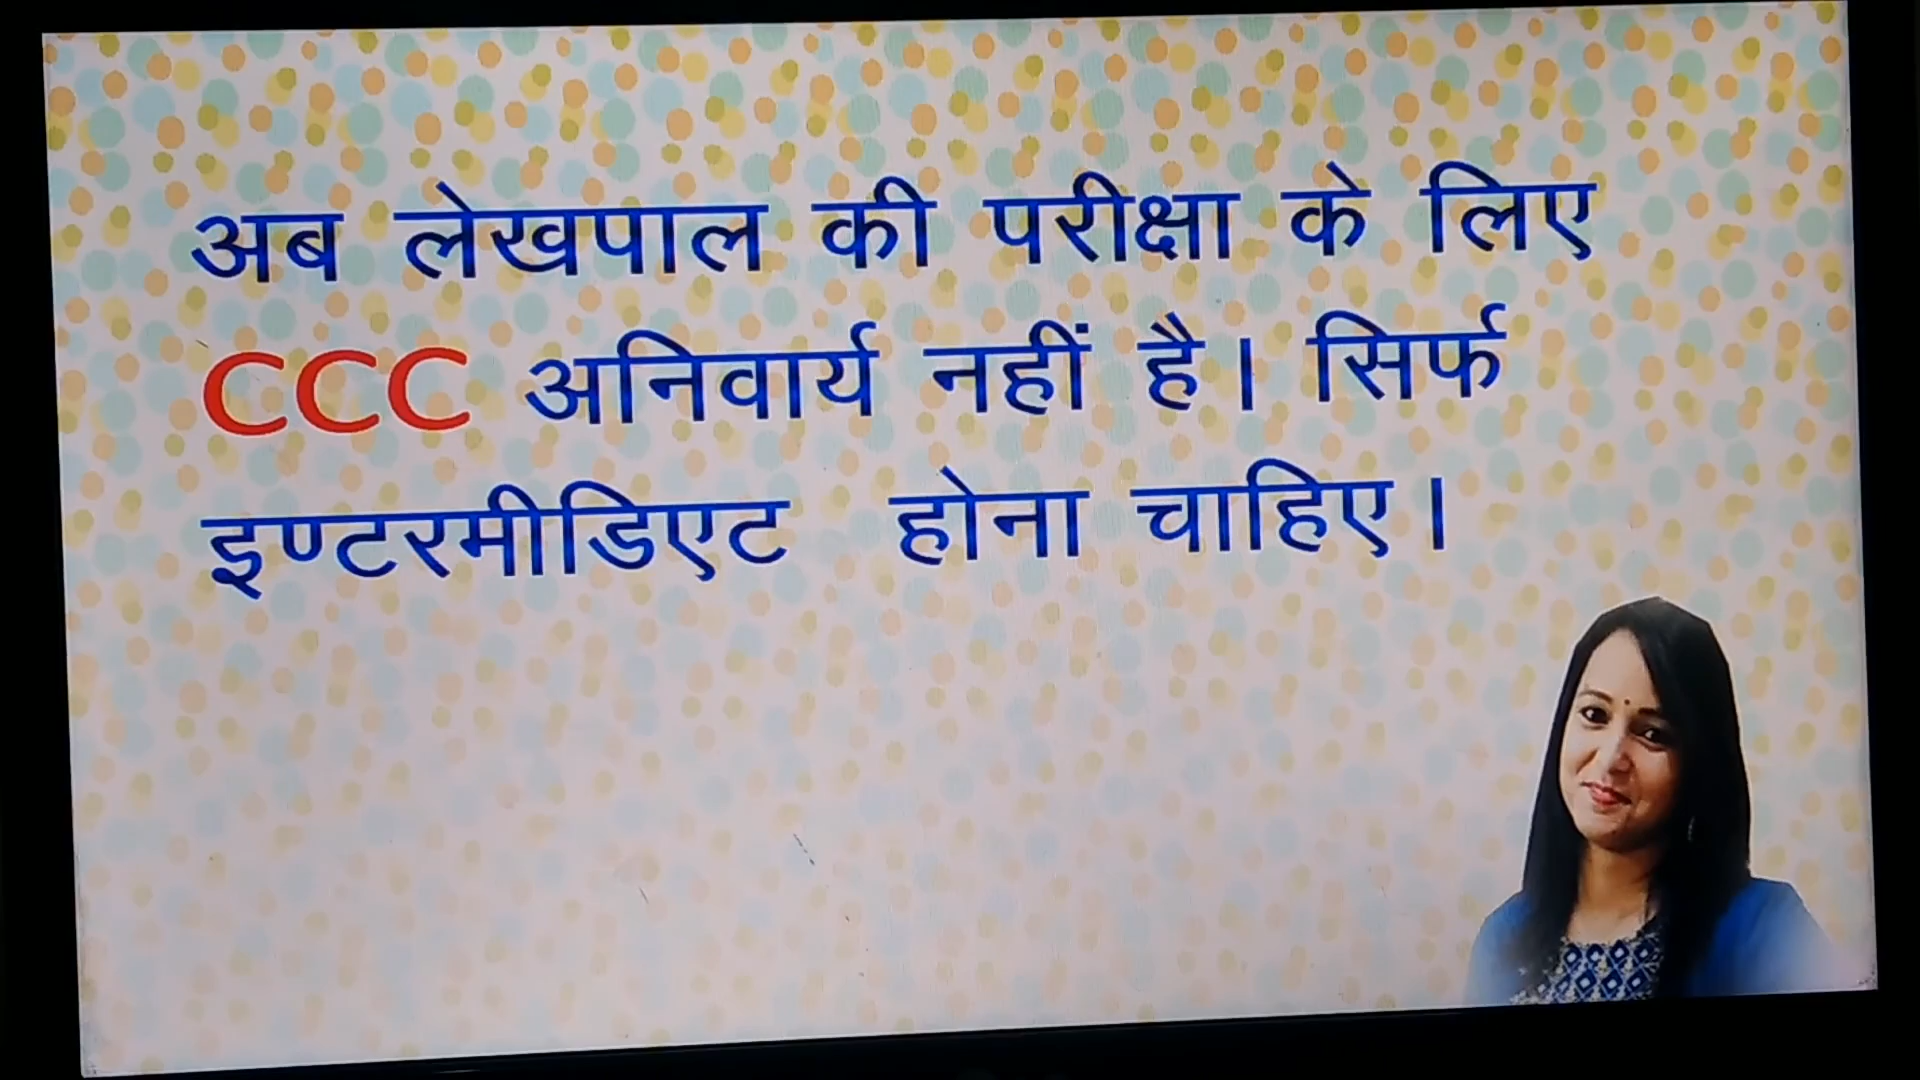 अब लेखपाल की परीक्षा के लिए
CCC अनिवार्य नहीं है। सिर्फ
इण्टरमीडिएट होना चाहिए।